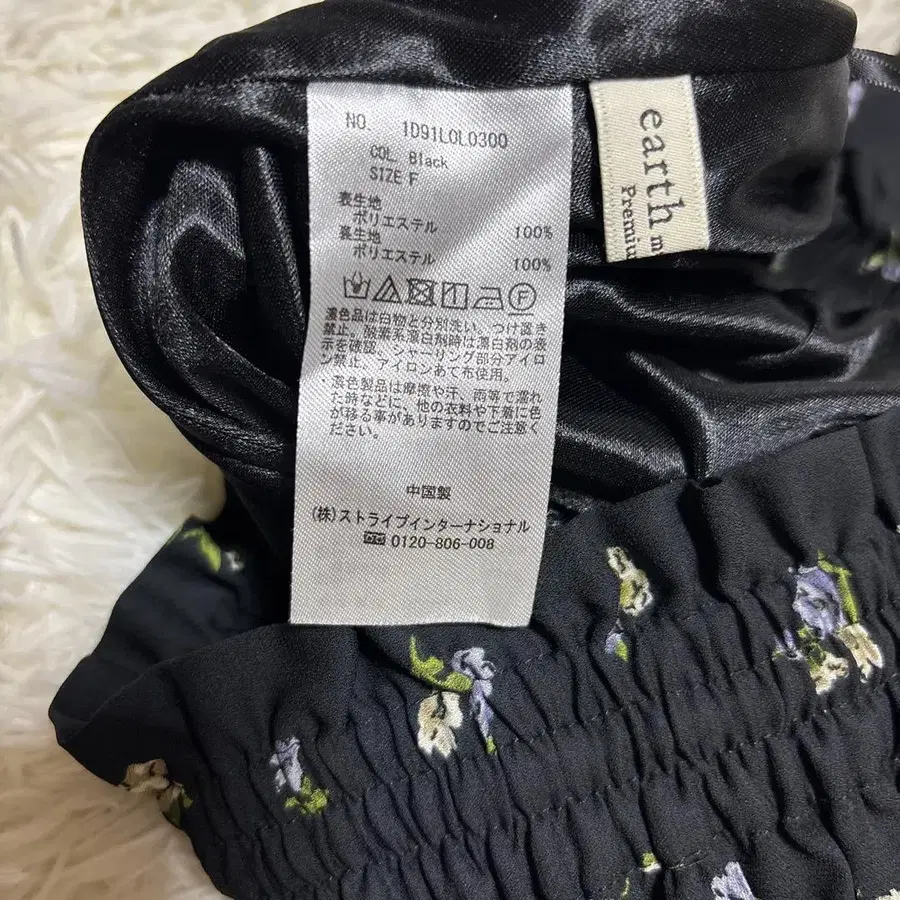 NO. 1D91L0L0300
COL. Black
SIZE F
表生地
ポリエステル 100%
裏生地
ポリエステル 100%
濃色品は白物と分別洗い。つけ置き
禁止。酸素系漂白剤時は漂白剤の表
示を確認。シャーリング部分アイロ
ン禁止。アイロンあて布使用。
・濃色製品は摩擦や汗、雨等で濡れ
た時などに、他の衣料や下着に色
が移る事がありますのでご注意く
ださい。
中国製
(株)ストライプインターナショナル
0120-806-008
earth m
Premiu